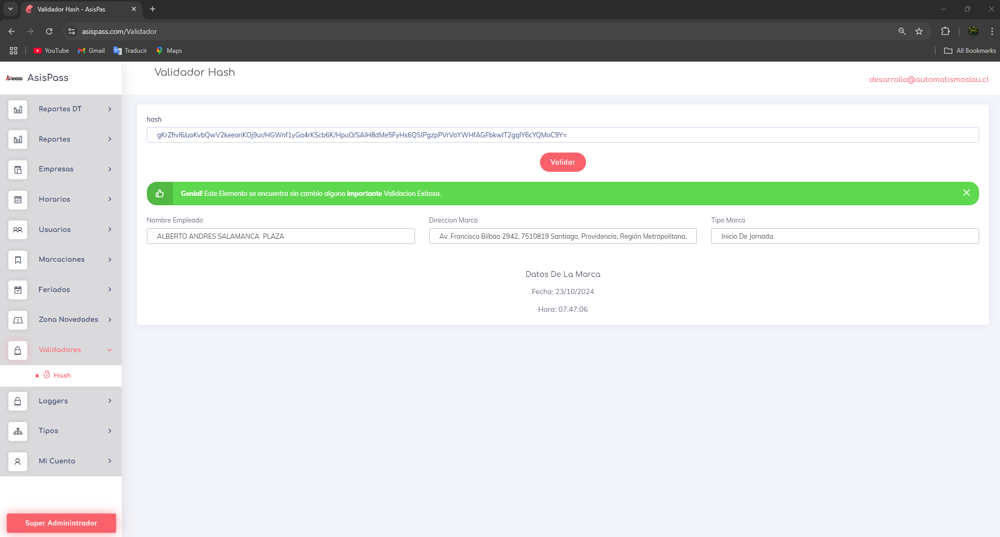 Validador Hash - AsisPas
asispass.com/Validador
YouTube
Gmail
Traducir
Maps
All Bookmarks
APASS AsisPass
Validador Hash
desarrollo@automatismoslau.cl
Reportes DT
Reportes
Empresas
Horarios
Usuarios
Marcaciones
Feriados
Zona Novedades
Validadores
Hash
Loggers
Tipos
Mi Cuenta
Super Adminintrador
hash
gKrZfivl6/uoKvbQwV2keeoriKOj9ur/HGWnf1yGa4rKScb6K/HpuO/SAIH8dMe5FyHs6QSIPgzpPVrVaYWHfAGFbkwIT2gqlY6cYQMoC9Y=
Validar
Genial! Este Elemento se encuentra sin cambio alguno importante Validacion Exitosa.
Nombre Empleado
ALBERTO ANDRES SALAMANCA  PLAZA
Direccion Marca
Av. Francisco Bilbao 2942, 7510819 Santiago, Providencia, Región Metropolitana,
Tipo Marca
Inicio De Jornada
Datos De La Marca
Fecha: 23/10/2024
Hora: 07:47:06